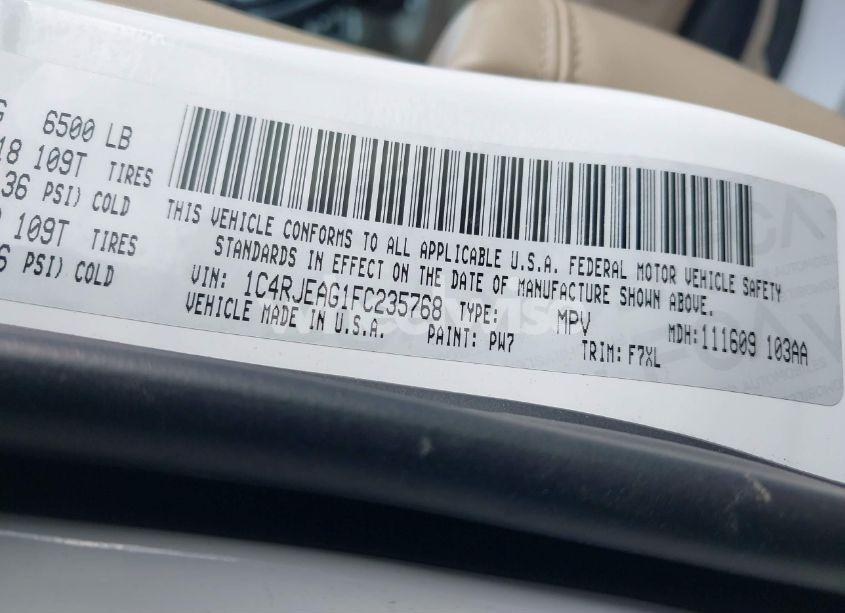 6500 LB
18 109T TIRES
36 PSI) COLD
109T TIRES
PSI) COLD
THIS VEHICLE CONFORMS TO ALL APPLICABLE U.S.A. FEDERAL MOTOR VEHICLE SAFETY
STANDARDS IN EFFECT ON THE DATE OF MANUFACTURE SHOWN ABOVE.
VIN: 1C4RJEAG1FC235768 TYPE: MPV MDH: 111609 103AA
VEHICLE MADE IN U.S.A. PAINT: PW7 TRIM: F7XL